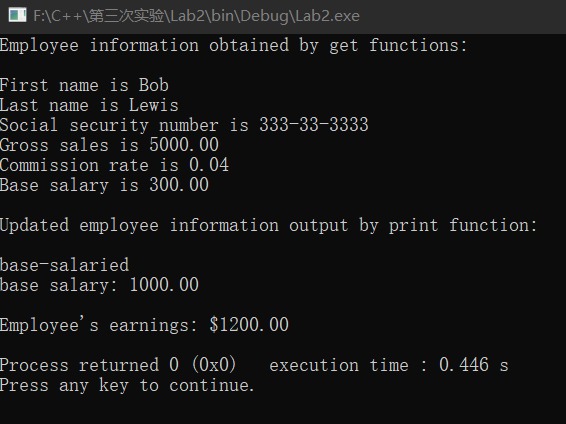 F:\C++\第三次实验\Lab2\bin\Debug\Lab2.exe
Employee information obtained by get functions:
First name is Bob
Last name is Lewis
Social security number is 333-33-3333
Gross sales is 5000.00
Commission rate is 0.04
Base salary is 300.00
Updated employee information output by print function:
base-salaried
base salary: 1000.00
Employee's earnings: $1200.00
Process returned 0 (0x0)   execution time : 0.446 s
Press any key to continue.